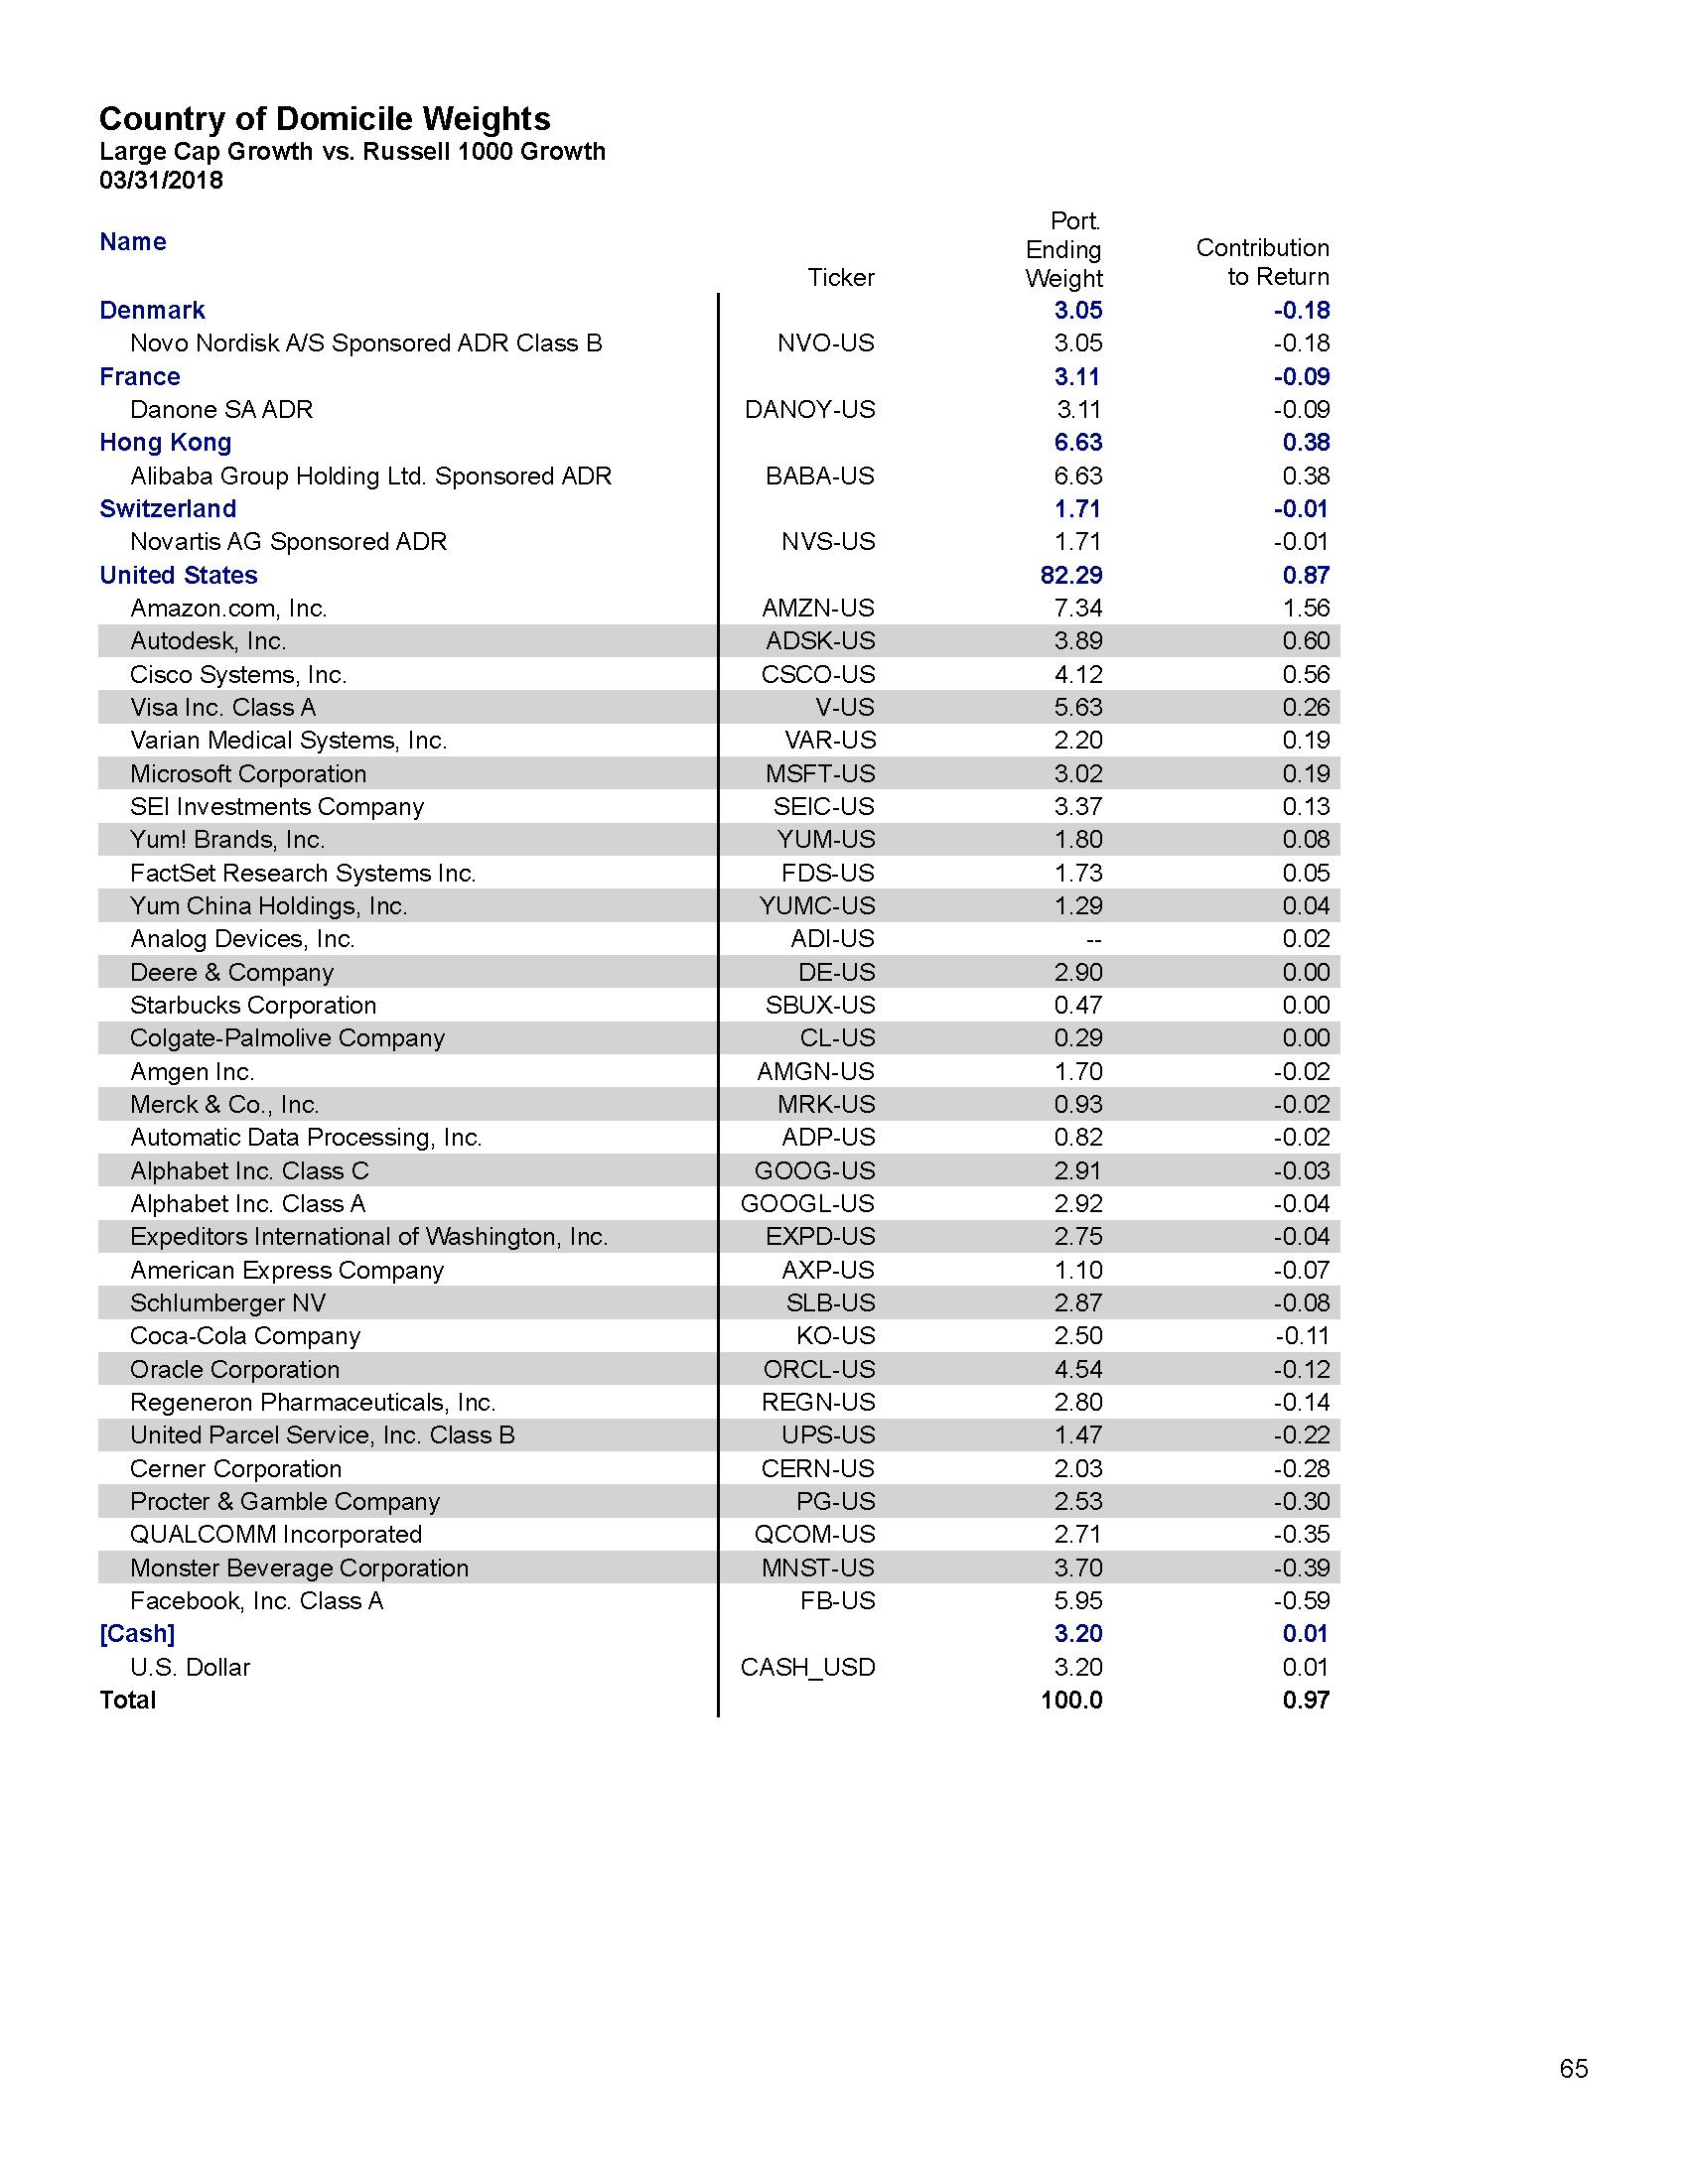 Country of Domicile Weights
Large Cap Growth vs. Russell 1000 Growth
03/31/2018
Name Ticker Port. Ending Weight Contribution to Return
Denmark 3.05 -0.18
Novo Nordisk A/S Sponsored ADR Class B NVO-US 3.05 -0.18
France 3.11 -0.09
Danone SA ADR DANOY-US 3.11 -0.09
Hong Kong 6.63 0.38
Alibaba Group Holding Ltd. Sponsored ADR BABA-US 6.63 0.38
Switzerland 1.71 -0.01
Novartis AG Sponsored ADR NVS-US 1.71 -0.01
United States 82.29 0.87
Amazon.com, Inc. AMZN-US 7.34 1.56
Autodesk, Inc. ADSK-US 3.89 0.60
Cisco Systems, Inc. CSCO-US 4.12 0.56
Visa Inc. Class A V-US 5.63 0.26
Varian Medical Systems, Inc. VAR-US 2.20 0.19
Microsoft Corporation MSFT-US 3.02 0.19
SEI Investments Company SEIC-US 3.37 0.13
Yum! Brands, Inc. YUM-US 1.80 0.08
FactSet Research Systems Inc. FDS-US 1.73 0.05
Yum China Holdings, Inc. YUMC-US 1.29 0.04
Analog Devices, Inc. ADI-US -- 0.02
Deere & Company DE-US 2.90 0.00
Starbucks Corporation SBUX-US 0.47 0.00
Colgate-Palmolive Company CL-US 0.29 0.00
Amgen Inc. AMGN-US 1.70 -0.02
Merck & Co., Inc. MRK-US 0.93 -0.02
Automatic Data Processing, Inc. ADP-US 0.82 -0.02
Alphabet Inc. Class C GOOG-US 2.91 -0.03
Alphabet Inc. Class A GOOGL-US 2.92 -0.04
Expeditors International of Washington, Inc. EXPD-US 2.75 -0.04
American Express Company AXP-US 1.10 -0.07
Schlumberger NV SLB-US 2.87 -0.08
Coca-Cola Company KO-US 2.50 -0.11
Oracle Corporation ORCL-US 4.54 -0.12
Regeneron Pharmaceuticals, Inc. REGN-US 2.80 -0.14
United Parcel Service, Inc. Class B UPS-US 1.47 -0.22
Cerner Corporation CERN-US 2.03 -0.28
Procter & Gamble Company PG-US 2.53 -0.30
QUALCOMM Incorporated QCOM-US 2.71 -0.35
Monster Beverage Corporation MNST-US 3.70 -0.39
Facebook, Inc. Class A FB-US 5.95 -0.59
[Cash] 3.20 0.01
U.S. Dollar CASH_USD 3.20 0.01
Total 100.0 0.97
65